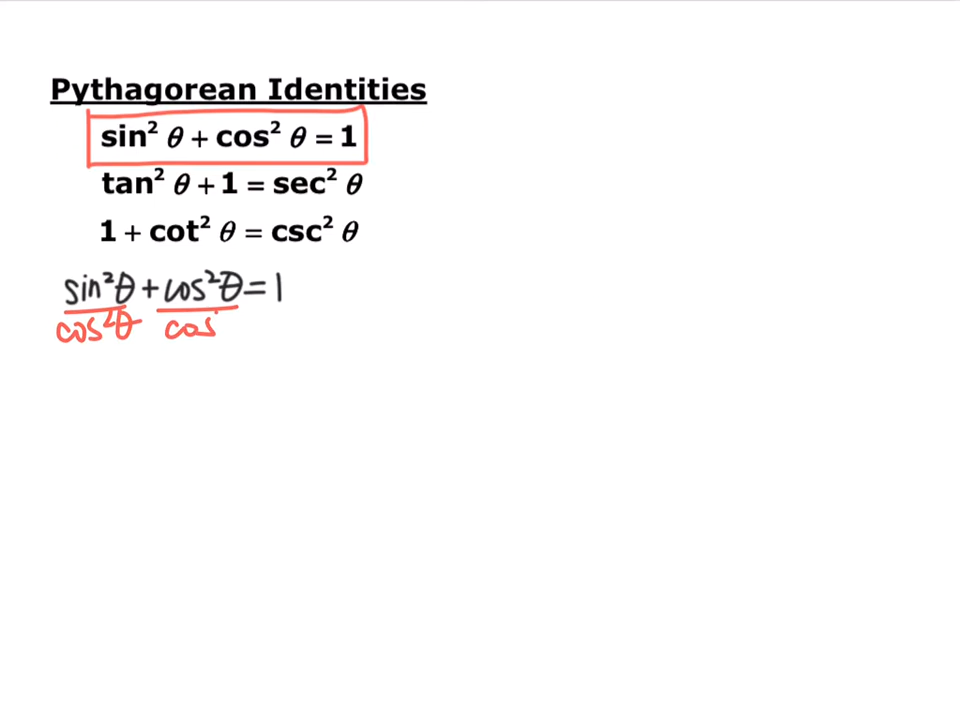 Pythagorean Identities
sin² θ + cos² θ = 1
tan² θ + 1 = sec² θ
1 + cot² θ = csc² θ
sin²θ + cos²θ = 1
cos²θ cos